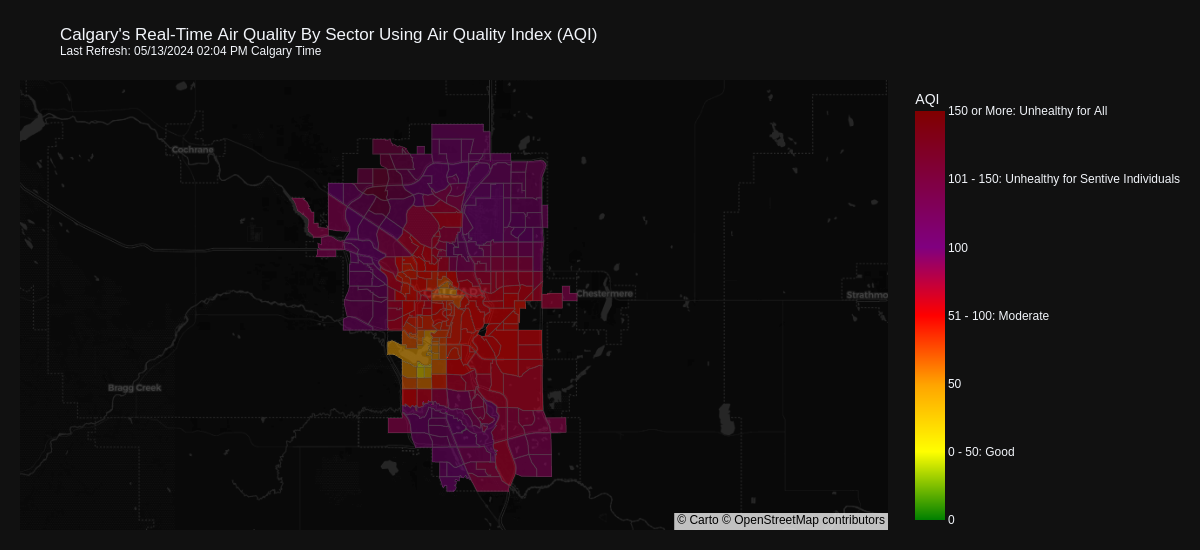 Calgary's Real-Time Air Quality By Sector Using Air Quality Index (AQI)
Last Refresh: 05/13/2024 02:04 PM Calgary Time
AQI
150 or More: Unhealthy for All
Cochrane
101 - 150: Unhealthy for Sentive Individuals
100
CALGARY
Chestermere
Strathmo
51 - 100: Moderate
Bragg Creek
50
0 - 50: Good
0
© Carto © OpenStreetMap contributors